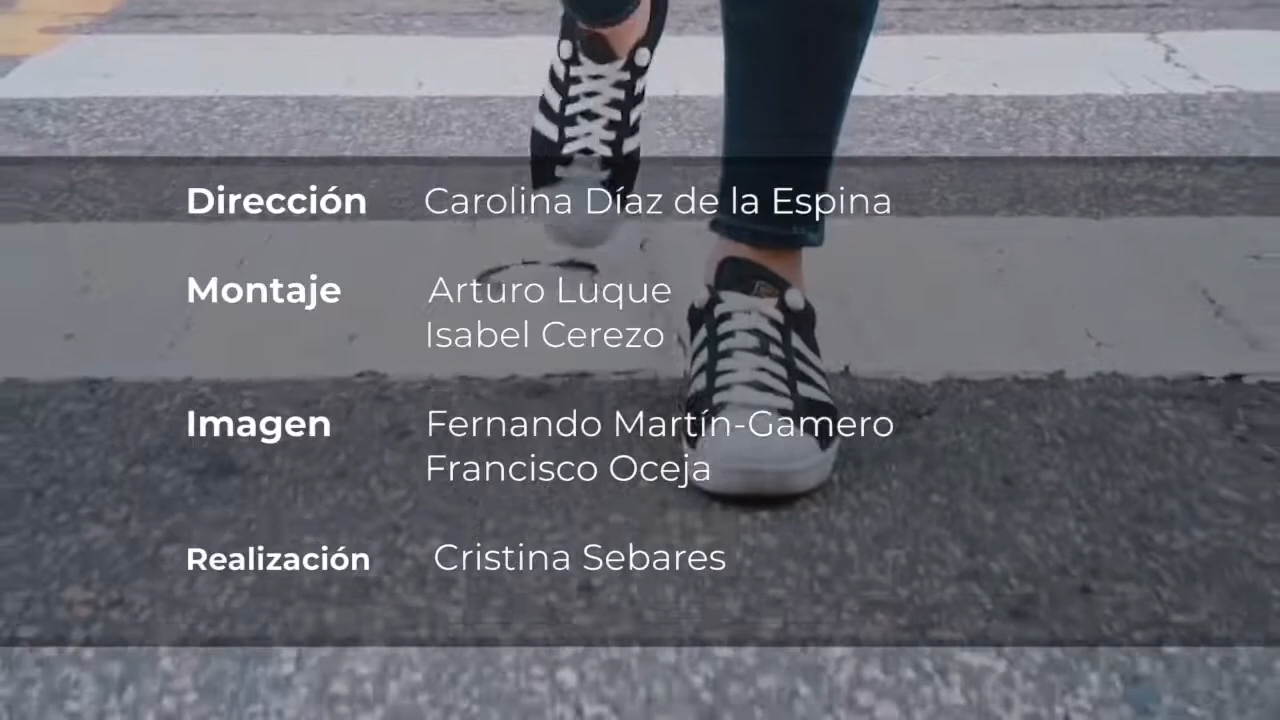 Dirección Carolina Díaz de la Espina
Montaje Arturo Luque
Isabel Cerezo
Imagen Fernando Martín-Gamero
Francisco Oceja
Realización Cristina Sebares